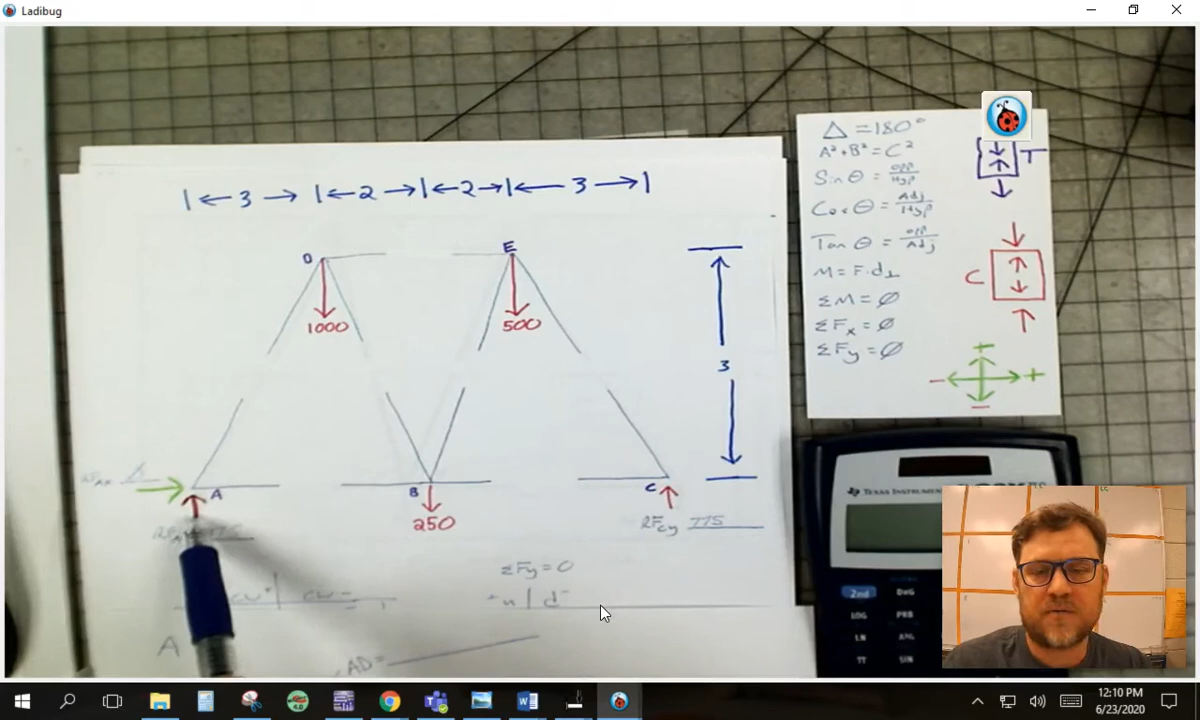 Ladibug
|← 3 → |←2→|←2→|← 3 →|
D
E
1000
500
3
A
B
C
250
RFcy 775
ΣFy = 0
+u | d-
A
AD=
△ = 180°
A² + B² = C²
Sin θ = opp/Hyp
Cos θ = Adj/Hyp
Tan θ = opp/Adj
M = F·d⊥
ΣM = ∅
ΣFx = ∅
ΣFy = ∅
T
C
+
- +
-
TEXAS INSTRUMENTS
2nd
LOG
PRB
LN
π
SIN
12:10 PM
6/23/2020